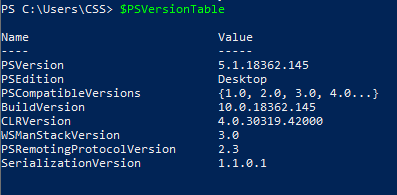 PS C:\Users\CSS> $PSVersionTable
Name Value
---- -----
PSVersion 5.1.18362.145
PSEdition Desktop
PSCompatibleVersions {1.0, 2.0, 3.0, 4.0...}
BuildVersion 10.0.18362.145
CLRVersion 4.0.30319.42000
WSManStackVersion 3.0
PSRemotingProtocolVersion 2.3
SerializationVersion 1.1.0.1